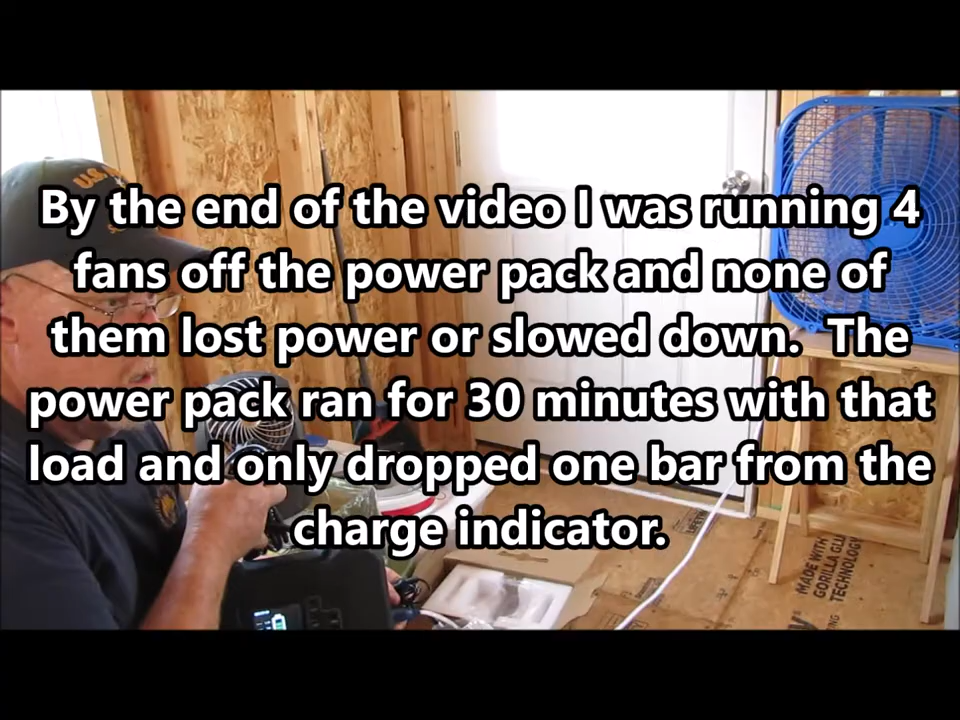 U.S.
By the end of the video I was running 4
fans off the power pack and none of
them lost power or slowed down. The
power pack ran for 30 minutes with that
load and only dropped one bar from the
charge indicator.
MADE WITH
GORILLA GLUE
TECHNOLOGY